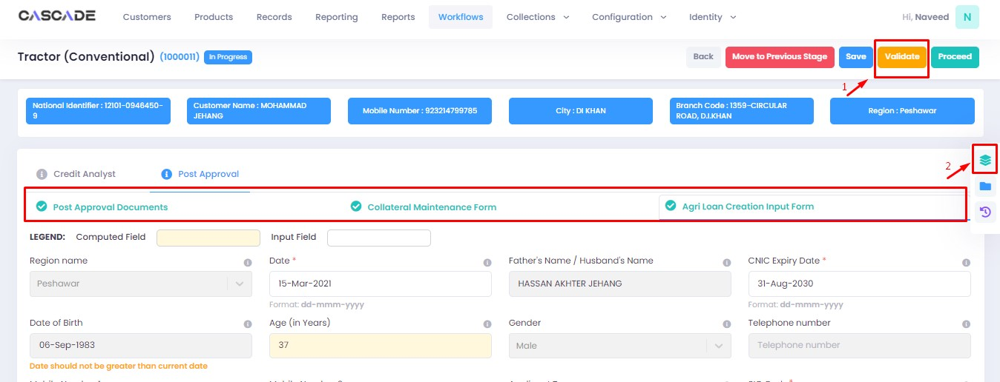 CASCADE
Customers Products Records Reporting Reports Workflows Collections Configuration Identity Hi, Naveed N
Tractor (Conventional) (1000011) In Progress Back Move to Previous Stage Save Validate Proceed
1
National Identifier : 12101-0946450-
9
Customer Name : MOHAMMAD
JEHANG
Mobile Number : 923214799785
City : DI KHAN
Branch Code : 1359-CIRCULAR
ROAD, D.I.KHAN
Region : Peshawar
2
Credit Analyst Post Approval
Post Approval Documents Collateral Maintenance Form Agri Loan Creation Input Form
LEGEND: Computed Field Input Field
Region name Date * Father's Name / Husband's Name CNIC Expiry Date *
Peshawar 15-Mar-2021 HASSAN AKHTER JEHANG 31-Aug-2030
Format: dd-mmm-yyyy Format: dd-mmm-yyyy
Date of Birth Age (in Years) Gender Telephone number
06-Sep-1983 37 Male Telephone number
Date should not be greater than current date